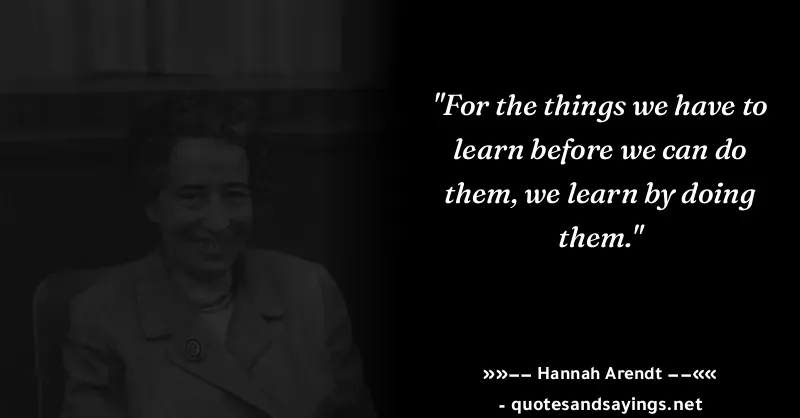 "For the things we have to
learn before we can do
them, we learn by doing
them."
»»-- Hannah Arendt --««
- quotesandsayings.net